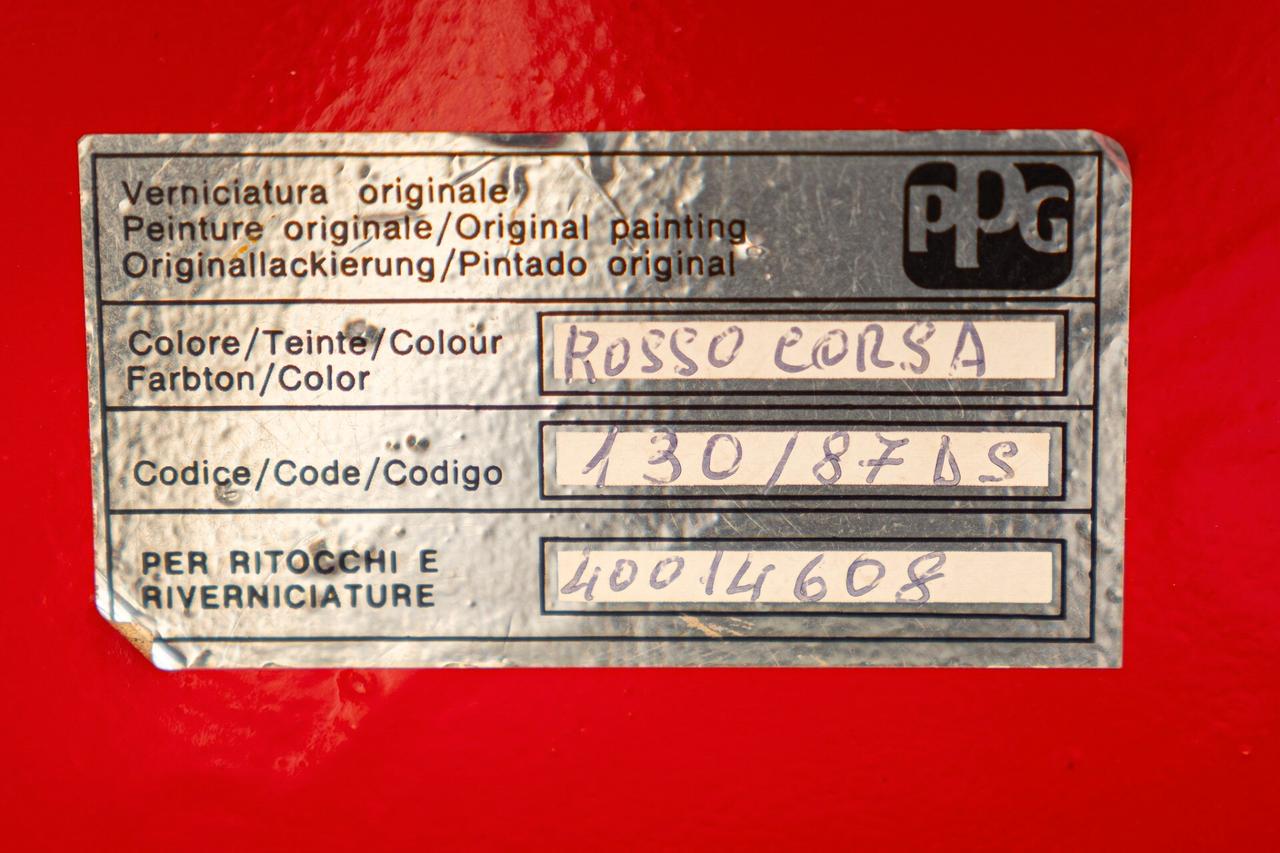 Verniciatura originale
Peinture originale/Original painting
Originallackierung/Pintado original
PPG
Colore/Teinte/Colour
Farbton/Color
ROSSO CORSA
Codice/Code/Codigo
130/87 DS
PER RITOCCHI E
RIVERNICIATURE
40014608